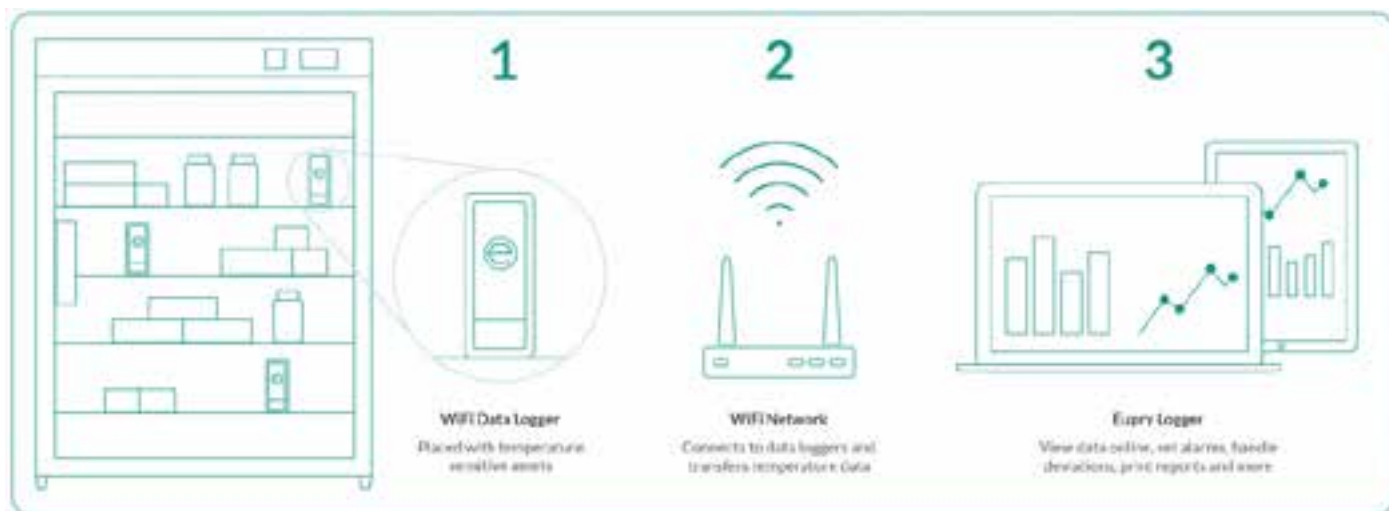 1
2
3
WiFi Data Logger
Placed with temperature
sensitive assets
WiFi Network
Connects to data loggers and
transfers temperature data
Eupry Logger
View data online, set alarms, handle
deviations, print reports and more